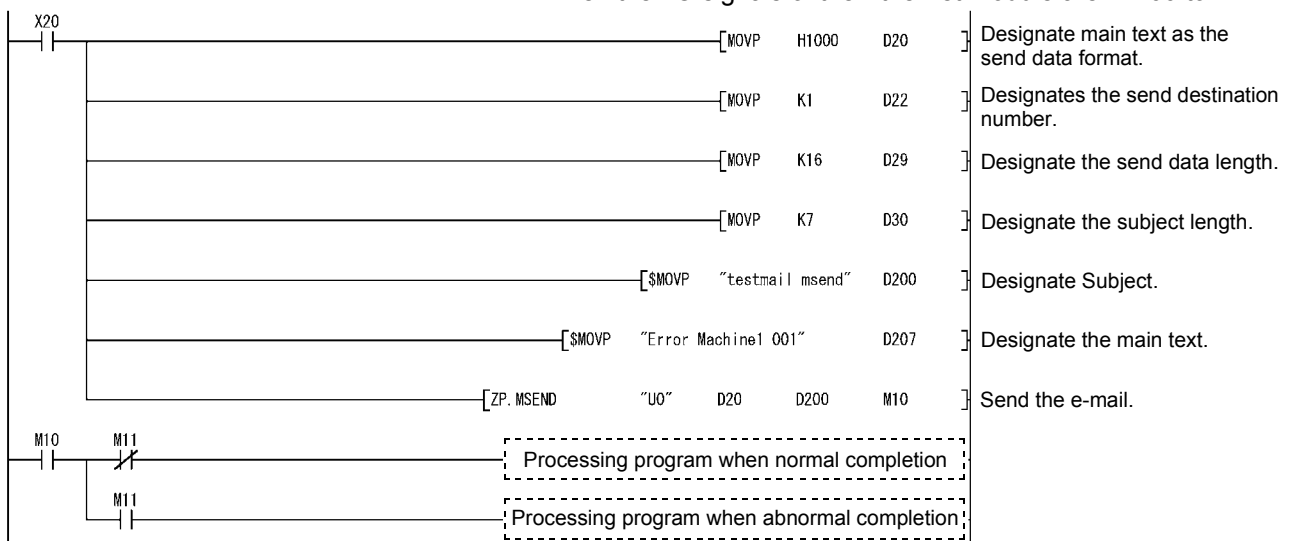 X20
[MOVP H1000 D20 ] Designate main text as the
send data format.
[MOVP K1 D22 ] Designates the send destination
number.
[MOVP K16 D29 ] Designate the send data length.
[MOVP K7 D30 ] Designate the subject length.
[$MOVP "testmail msend" D200 ] Designate Subject.
[$MOVP "Error Machine1 001" D207 ] Designate the main text.
[ZP.MSEND "U0" D20 D200 M10 ] Send the e-mail.
M10 M11
Processing program when normal completion
M11
Processing program when abnormal completion